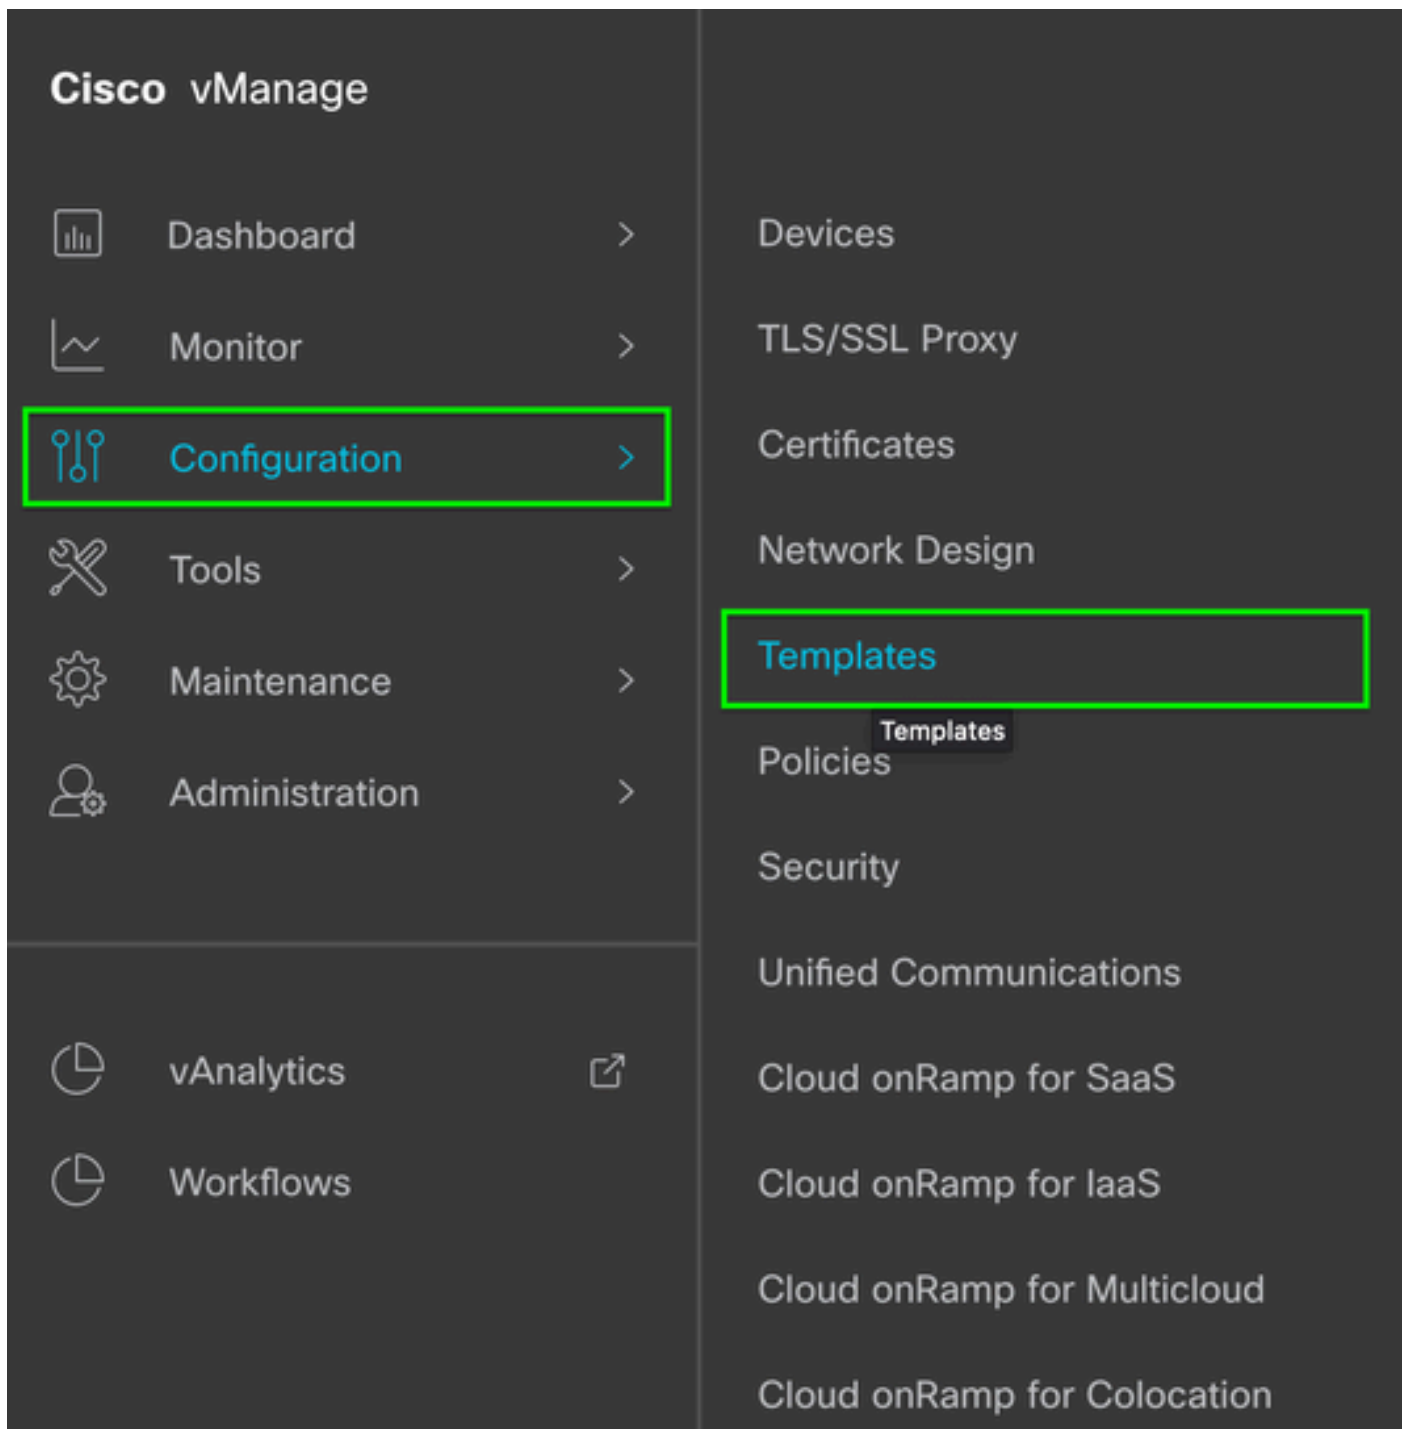 Cisco vManage
Dashboard
Monitor
Configuration
Tools
Maintenance
Administration
vAnalytics
Workflows
Devices
TLS/SSL Proxy
Certificates
Network Design
Templates
Templates
Policies
Security
Unified Communications
Cloud onRamp for SaaS
Cloud onRamp for IaaS
Cloud onRamp for Multicloud
Cloud onRamp for Colocation